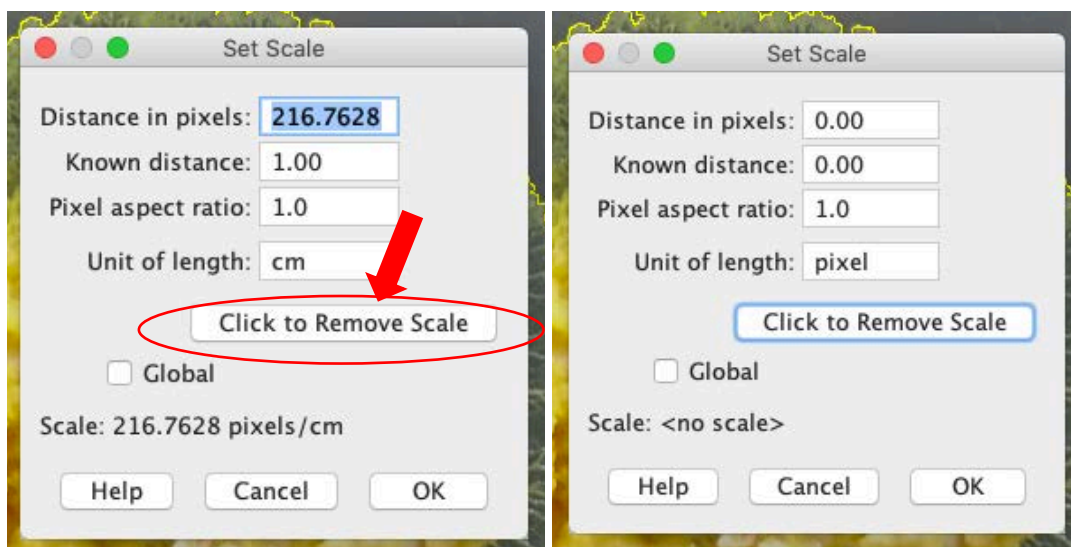 Set Scale
Distance in pixels: 216.7628
Known distance: 1.00
Pixel aspect ratio: 1.0
Unit of length: cm
Click to Remove Scale
Global
Scale: 216.7628 pixels/cm
Help Cancel OK
Set Scale
Distance in pixels: 0.00
Known distance: 0.00
Pixel aspect ratio: 1.0
Unit of length: pixel
Click to Remove Scale
Global
Scale: <no scale>
Help Cancel OK